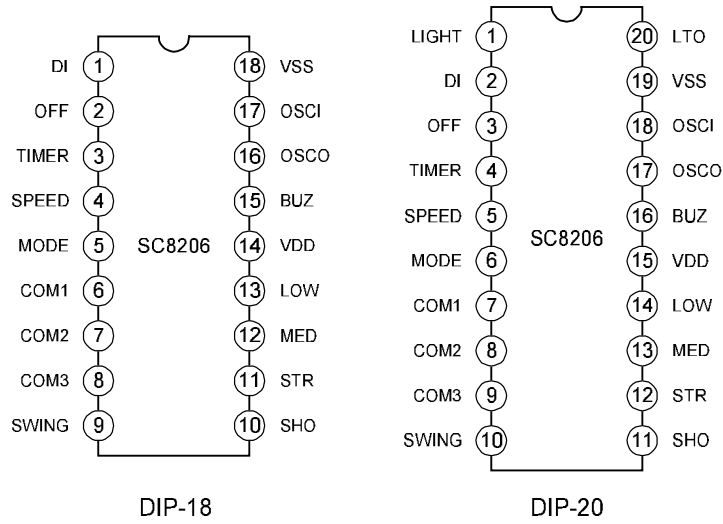 DI 1 18 VSS
OFF 2 17 OSCI
TIMER 3 16 OSCO
SPEED 4 15 BUZ
MODE 5 SC8206 14 VDD
COM1 6 13 LOW
COM2 7 12 MED
COM3 8 11 STR
SWING 9 10 SHO
DIP-18
LIGHT 1 20 LTO
DI 2 19 VSS
OFF 3 18 OSCI
TIMER 4 17 OSCO
SPEED 5 16 BUZ
SC8206
MODE 6 15 VDD
COM1 7 14 LOW
COM2 8 13 MED
COM3 9 12 STR
SWING 10 11 SHO
DIP-20